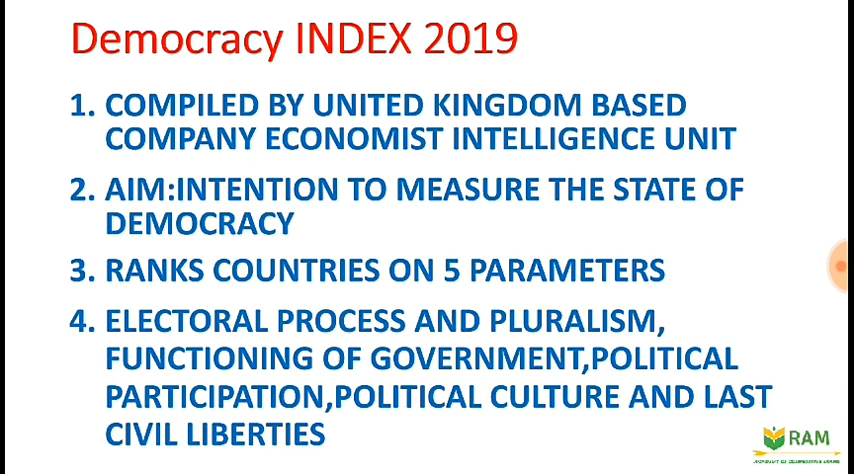 Democracy INDEX 2019
1. COMPILED BY UNITED KINGDOM BASED
COMPANY ECONOMIST INTELLIGENCE UNIT
2. AIM:INTENTION TO MEASURE THE STATE OF
DEMOCRACY
3. RANKS COUNTRIES ON 5 PARAMETERS
4. ELECTORAL PROCESS AND PLURALISM,
FUNCTIONING OF GOVERNMENT,POLITICAL
PARTICIPATION,POLITICAL CULTURE AND LAST
CIVIL LIBERTIES
RAM